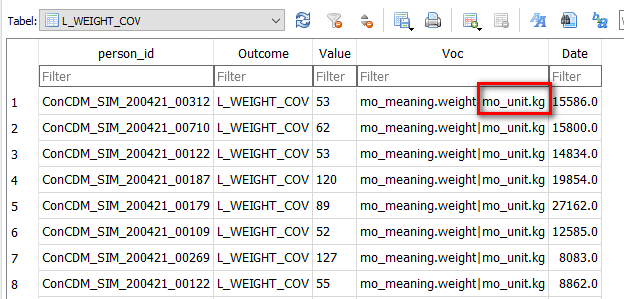 Tabel: L_WEIGHT_COV
person_id Outcome Value Voc Date
Filter Filter Filter Filter Filter
1 ConCDM_SIM_200421_00312 L_WEIGHT_COV 53 mo_meaning.weight|mo_unit.kg 15586.0
2 ConCDM_SIM_200421_00710 L_WEIGHT_COV 62 mo_meaning.weight|mo_unit.kg 15800.0
3 ConCDM_SIM_200421_00122 L_WEIGHT_COV 53 mo_meaning.weight|mo_unit.kg 14834.0
4 ConCDM_SIM_200421_00187 L_WEIGHT_COV 120 mo_meaning.weight|mo_unit.kg 19854.0
5 ConCDM_SIM_200421_00179 L_WEIGHT_COV 89 mo_meaning.weight|mo_unit.kg 27162.0
6 ConCDM_SIM_200421_00109 L_WEIGHT_COV 52 mo_meaning.weight|mo_unit.kg 12585.0
7 ConCDM_SIM_200421_00269 L_WEIGHT_COV 127 mo_meaning.weight|mo_unit.kg 8083.0
8 ConCDM_SIM_200421_00122 L_WEIGHT_COV 55 mo_meaning.weight|mo_unit.kg 8862.0